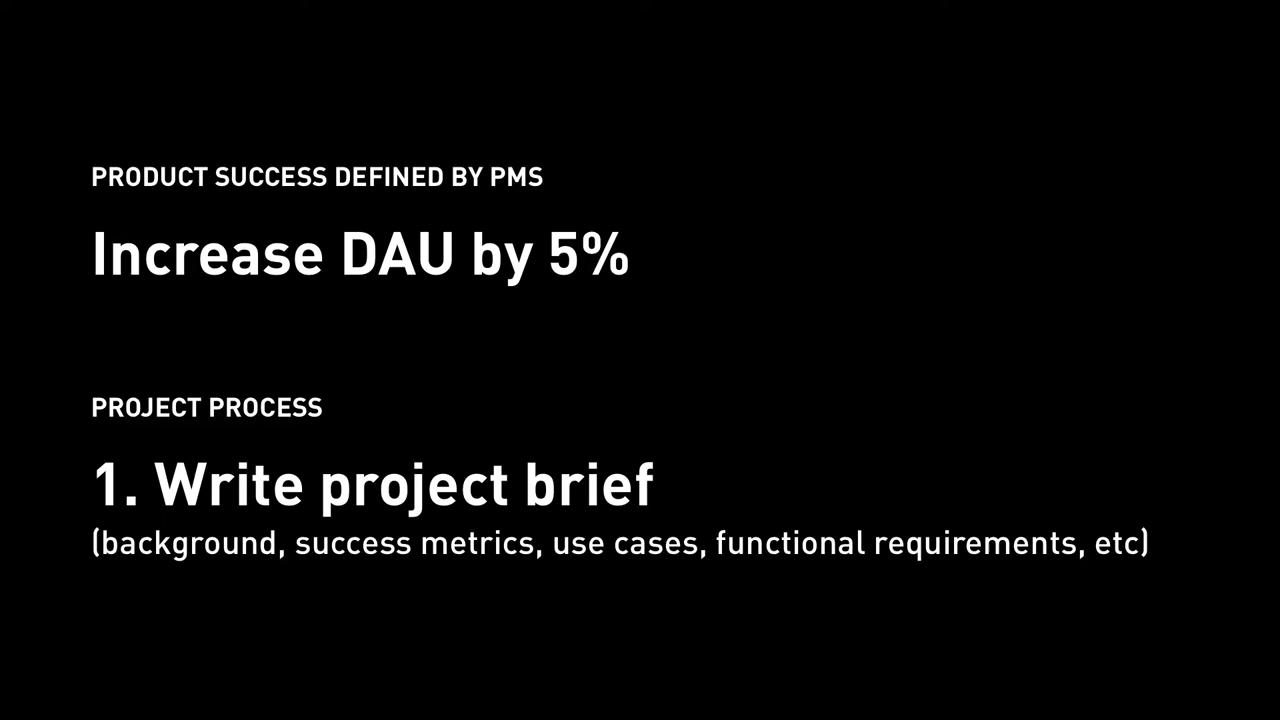 PRODUCT SUCCESS DEFINED BY PMS
Increase DAU by 5%
PROJECT PROCESS
1. Write project brief
(background, success metrics, use cases, functional requirements, etc)